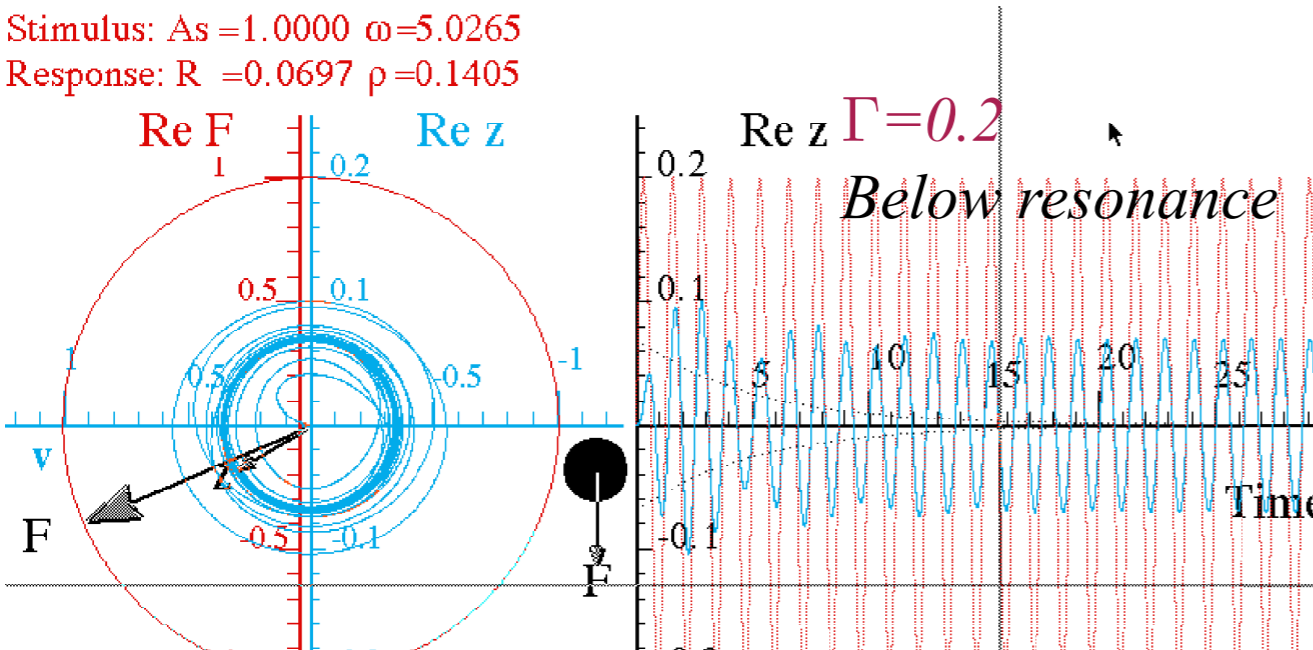 Stimulus: As =1.0000 ω=5.0265
Response: R =0.0697 ρ=0.1405
Re F
Re z
Re z Γ=0.2
Below resonance
1
0.2
0.2
0.5
0.1
0.1
1
0.5
-0.5
-1
5
10
15
20
25
v
z
F
F
-0.5
-0.1
-0.1
Time